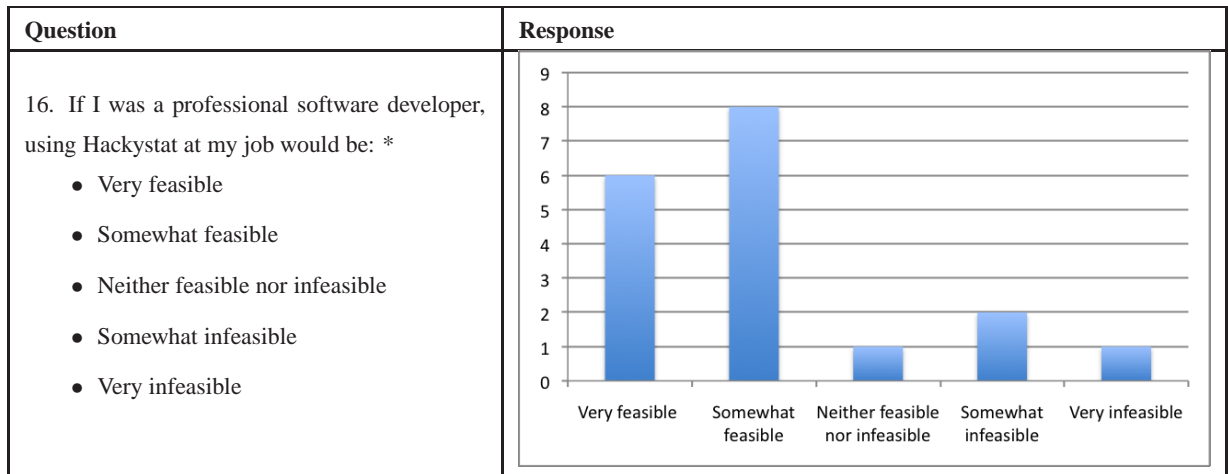 Question
Response
16. If I was a professional software developer,
using Hackystat at my job would be: *
• Very feasible
• Somewhat feasible
• Neither feasible nor infeasible
• Somewhat infeasible
• Very infeasible
9
8
7
6
5
4
3
2
1
0
Very feasible
Somewhat
feasible
Neither feasible
nor infeasible
Somewhat
infeasible
Very infeasible